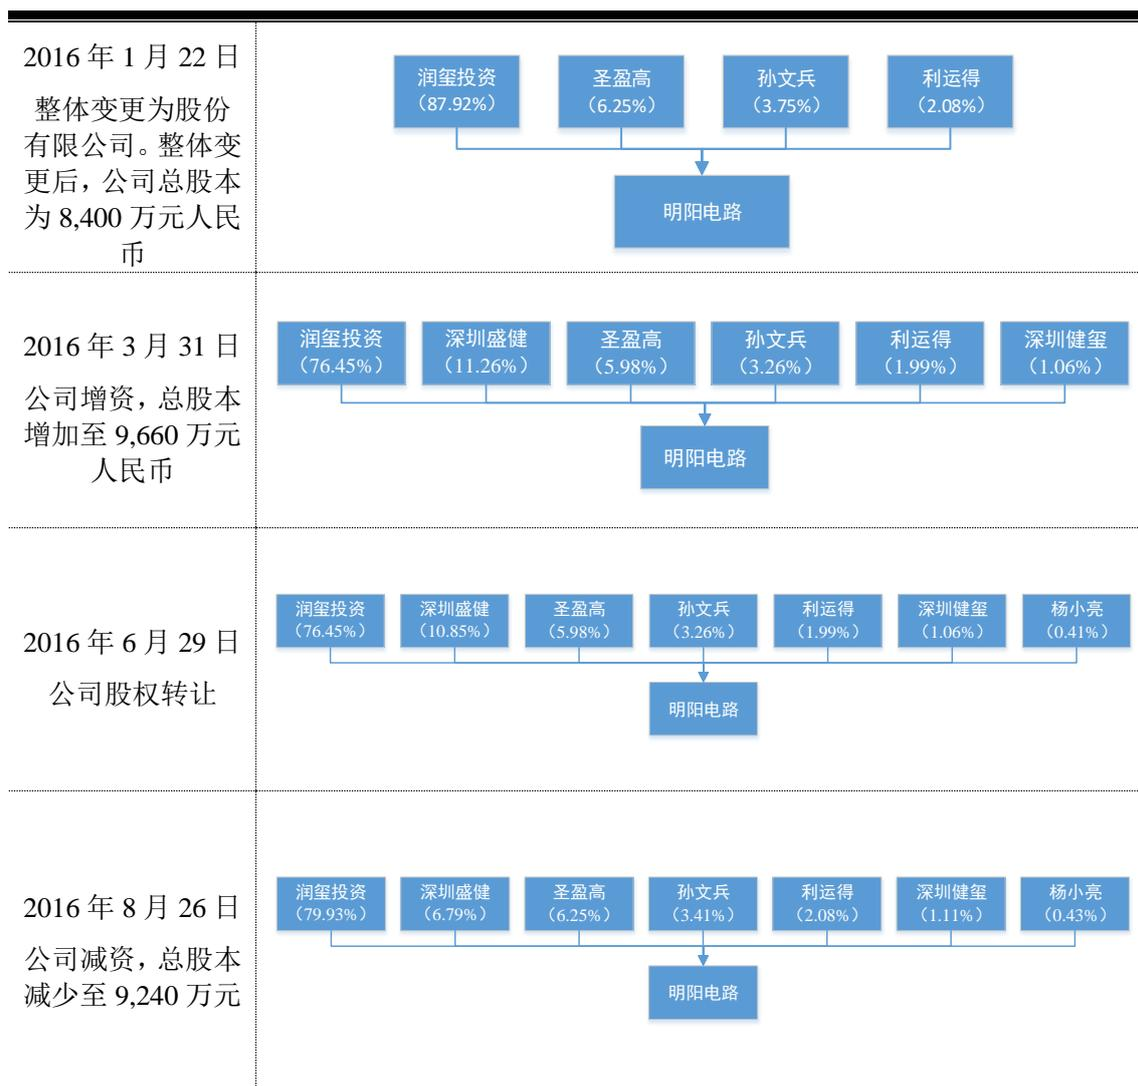 2016 年 1 月 22 日
整体变更为股份
有限公司。整体变
更后，公司总股本
为 8,400 万元人民
币
润玺投资
（87.92%）
圣盈高
（6.25%）
孙文兵
（3.75%）
利运得
（2.08%）
明阳电路
2016 年 3 月 31 日
公司增资，总股本
增加至 9,660 万元
人民币
润玺投资
（76.45%）
深圳盛健
（11.26%）
圣盈高
（5.98%）
孙文兵
（3.26%）
利运得
（1.99%）
深圳健玺
（1.06%）
明阳电路
2016 年 6 月 29 日
公司股权转让
润玺投资
（76.45%）
深圳盛健
（10.85%）
圣盈高
（5.98%）
孙文兵
（3.26%）
利运得
（1.99%）
深圳健玺
（1.06%）
杨小亮
（0.41%）
明阳电路
2016 年 8 月 26 日
公司减资，总股本
减少至 9,240 万元
润玺投资
（79.93%）
深圳盛健
（6.79%）
圣盈高
（6.25%）
孙文兵
（3.41%）
利运得
（2.08%）
深圳健玺
（1.11%）
杨小亮
（0.43%）
明阳电路